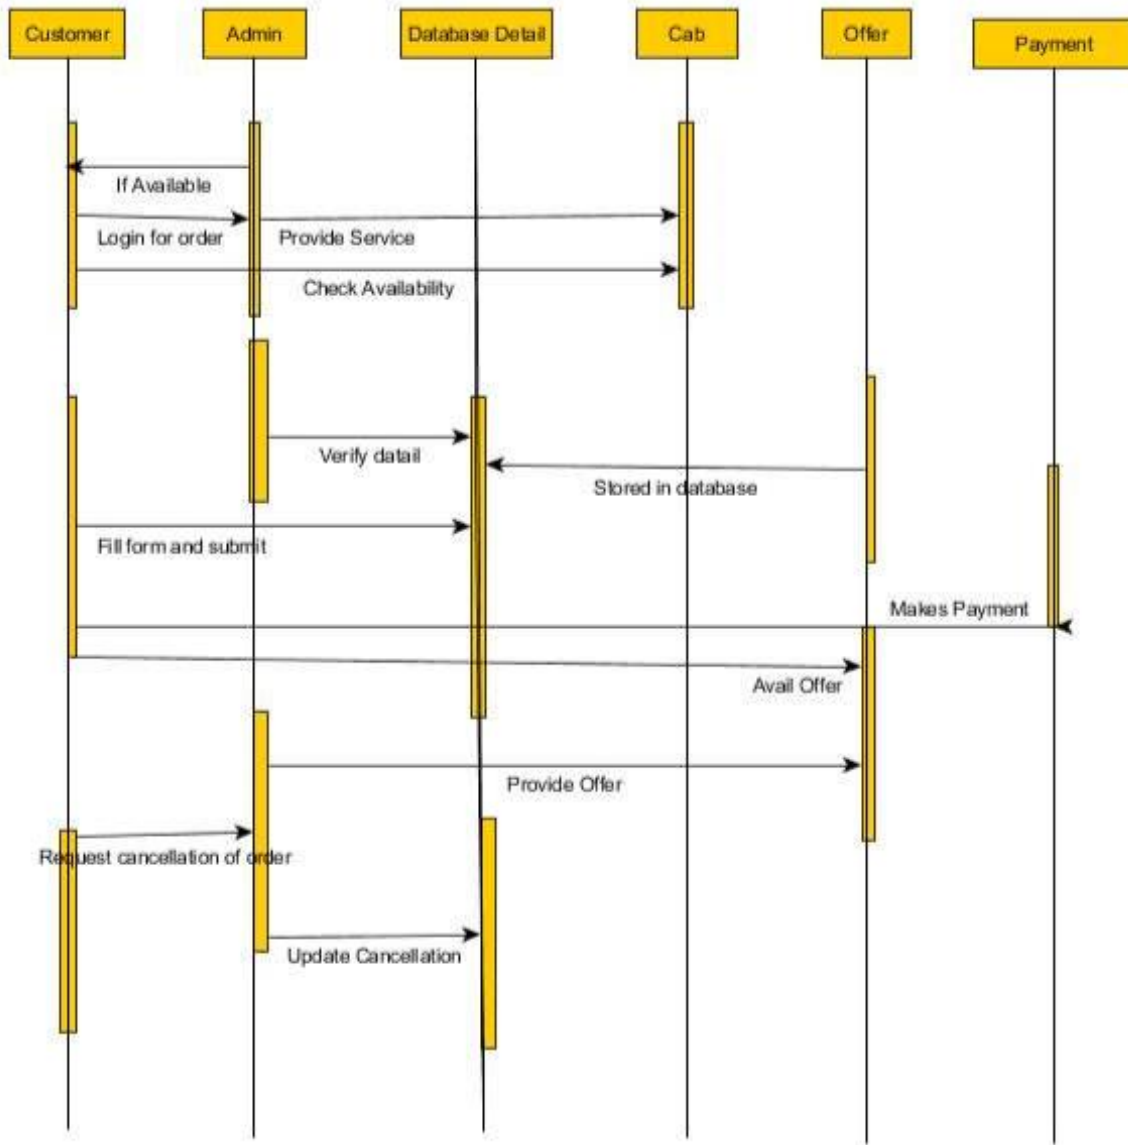 Customer
Admin
Database Detail
Cab
Offer
Payment
If Available
Login for order
Provide Service
Check Availability
Verify datail
Stored in database
Fill form and submit
Makes Payment
Avail Offer
Provide Offer
Request cancellation of order
Update Cancellation